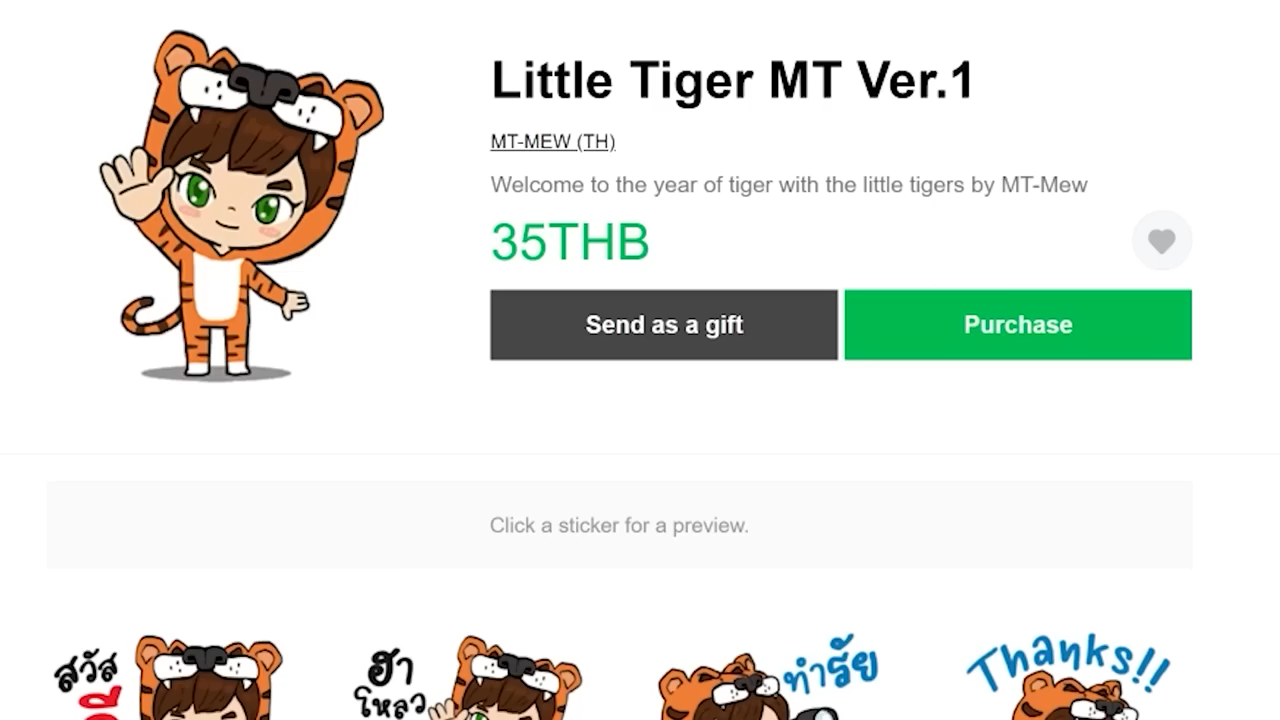 Little Tiger MT Ver.1
MT-MEW (TH)
Welcome to the year of tiger with the little tigers by MT-Mew
35THB
Send as a gift
Purchase
Click a sticker for a preview.
สวัส
ฮา
โหลว
ทำรัย
Thanks!!